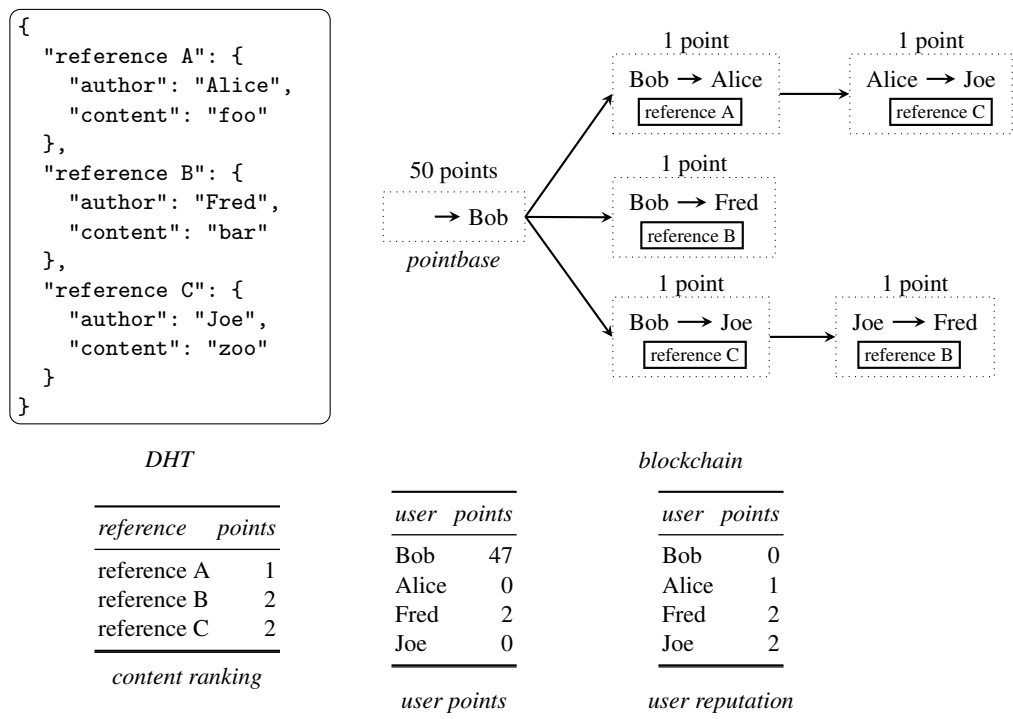 {
  "reference A": {
    "author": "Alice",
    "content": "foo"
  },
  "reference B": {
    "author": "Fred",
    "content": "bar"
  },
  "reference C": {
    "author": "Joe",
    "content": "zoo"
  }
}
DHT
50 points
→ Bob
pointbase
1 point
Bob → Alice
reference A
1 point
Alice → Joe
reference C
1 point
Bob → Fred
reference B
1 point
Bob → Joe
reference C
1 point
Joe → Fred
reference B
blockchain
reference points
reference A 1
reference B 2
reference C 2
content ranking
user points
Bob 47
Alice 0
Fred 2
Joe 0
user points
user points
Bob 0
Alice 1
Fred 2
Joe 2
user reputation